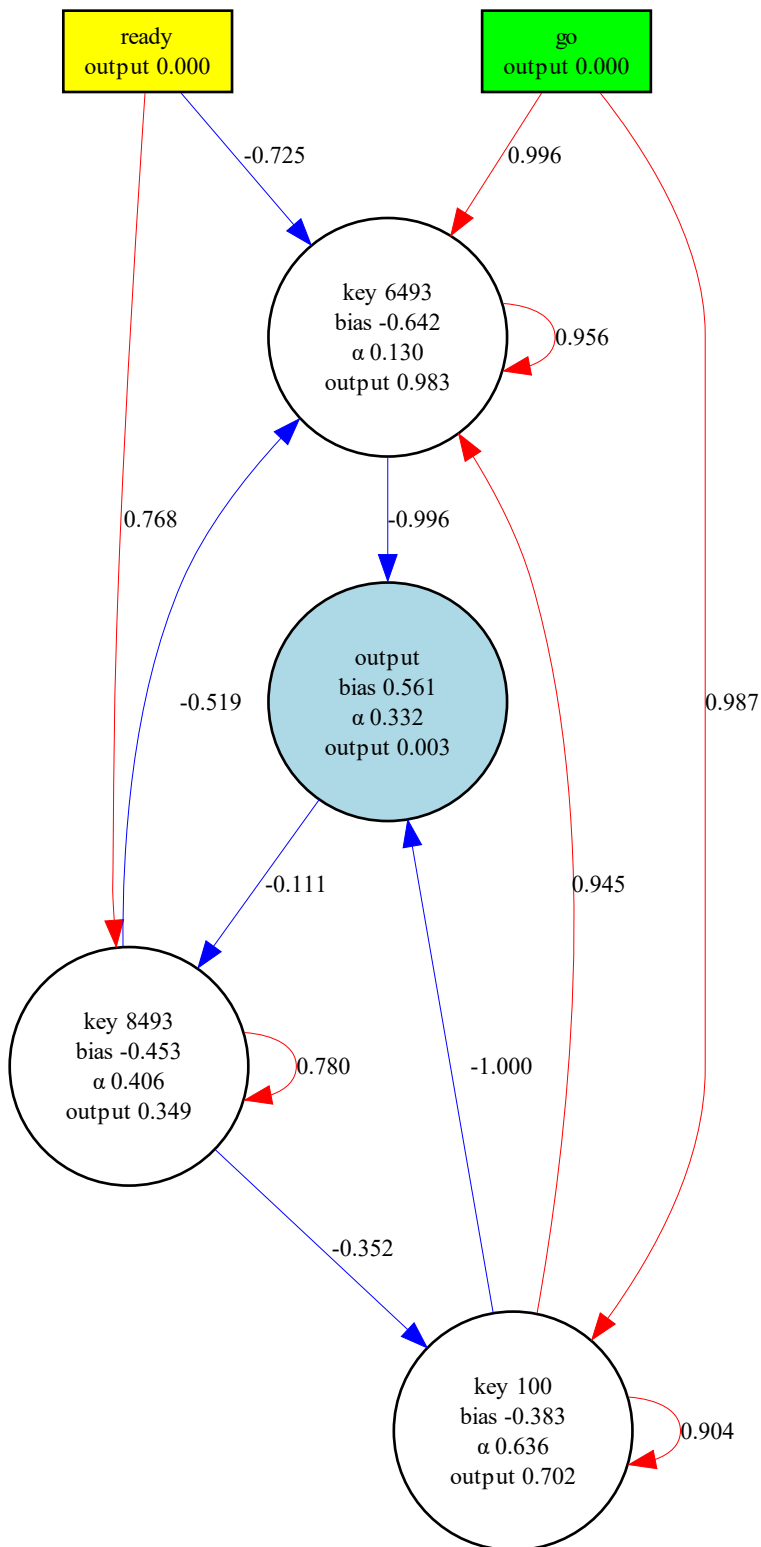 ready
output 0.000
go
output 0.000
-0.725
0.996
key 6493
bias -0.642
α 0.130
output 0.983
0.956
0.768
-0.996
-0.519
output
bias 0.561
α 0.332
output 0.003
0.987
-0.111
0.945
key 8493
bias -0.453
α 0.406
output 0.349
0.780
-1.000
-0.352
key 100
bias -0.383
α 0.636
output 0.702
0.904